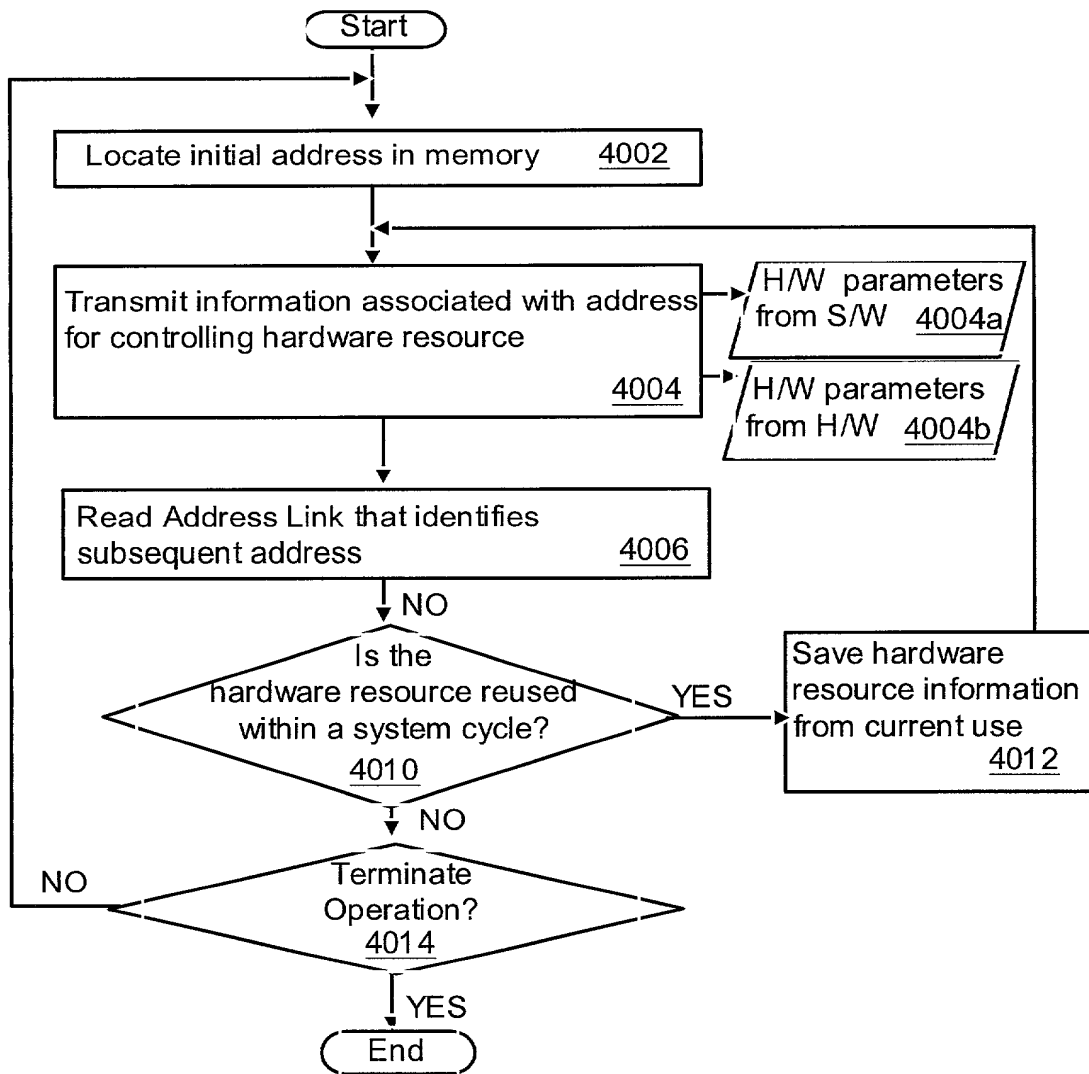 Start
Locate initial address in memory 4002
Transmit information associated with address
for controlling hardware resource
4004
H/W parameters
from S/W 4004a
H/W parameters
from H/W 4004b
Read Address Link that identifies
subsequent address 4006
NO
Is the
hardware resource reused
within a system cycle?
4010
YES
Save hardware
resource information
from current use
4012
NO
Terminate
Operation?
4014
NO
YES
End